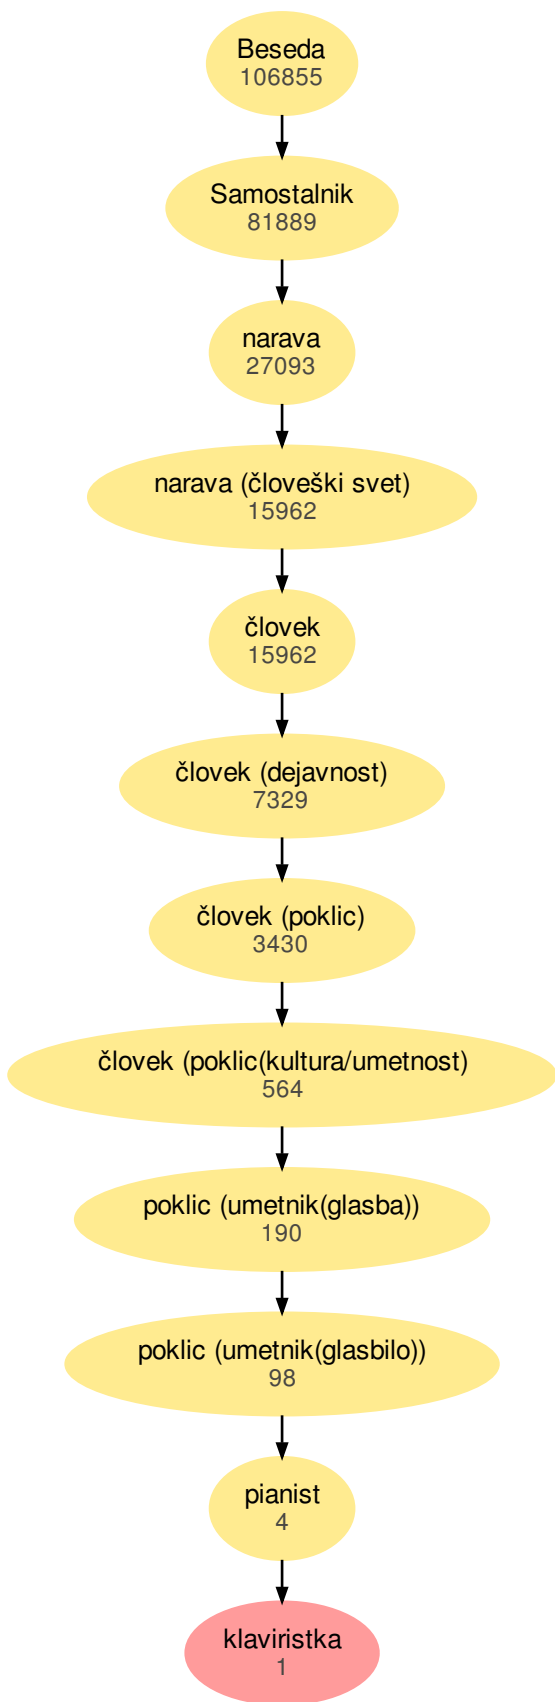 Beseda
106855
Samostalnik
81889
narava
27093
narava (človeški svet)
15962
človek
15962
človek (dejavnost)
7329
človek (poklic)
3430
človek (poklic(kultura/umetnost)
564
poklic (umetnik(glasba))
190
poklic (umetnik(glasbilo))
98
pianist
4
klaviristka
1